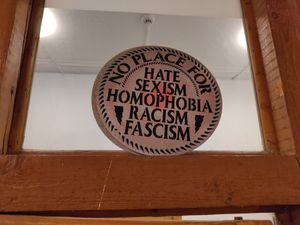 NO PLACE FOR
HATE
SEXISM
HOMOPHOBIA
RACISM
FASCISM